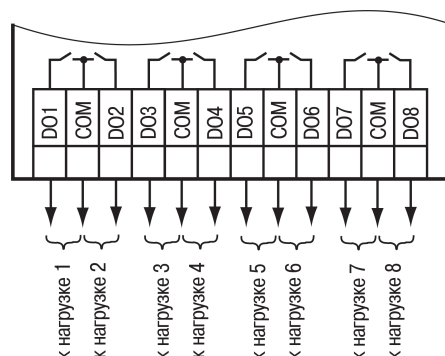 DO1
COM
DO2
DO3
COM
DO4
DO5
COM
DO6
DO7
COM
DO8
к нагрузке 1
к нагрузке 2
к нагрузке 3
к нагрузке 4
к нагрузке 5
к нагрузке 6
к нагрузке 7
к нагрузке 8